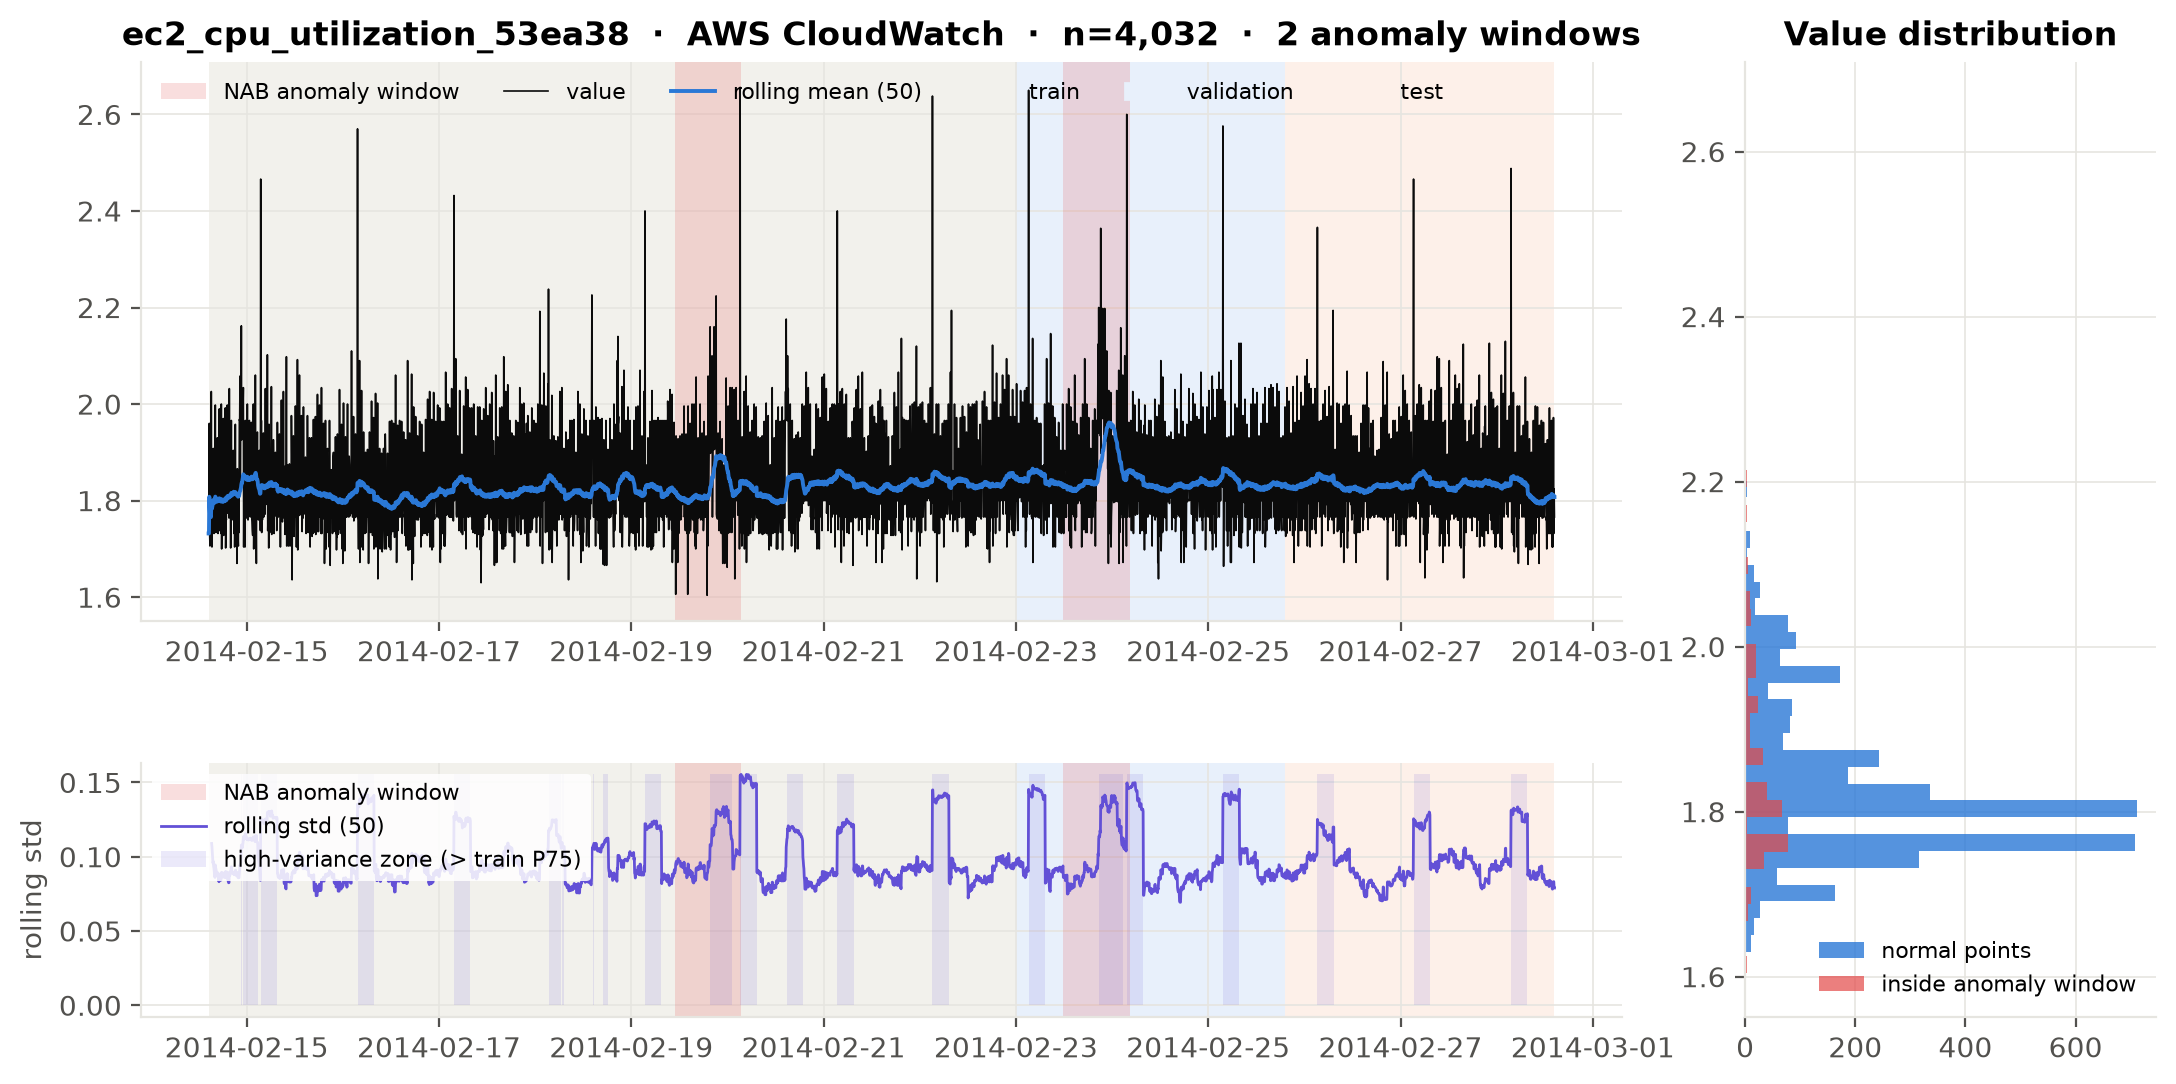 ec2_cpu_utilization_53ea38 · AWS CloudWatch · n=4,032 · 2 anomaly windows
NAB anomaly window
value
rolling mean (50)
train
validation
test
2.6
2.4
2.2
2.0
1.8
1.6
2014-02-15
2014-02-17
2014-02-19
2014-02-21
2014-02-23
2014-02-25
2014-02-27
2014-03-01
rolling std
NAB anomaly window
rolling std (50)
high-variance zone (> train P75)
0.15
0.10
0.05
0.00
2014-02-15
2014-02-17
2014-02-19
2014-02-21
2014-02-23
2014-02-25
2014-02-27
2014-03-01
Value distribution
2.6
2.4
2.2
2.0
1.8
1.6
normal points
inside anomaly window
0
200
400
600